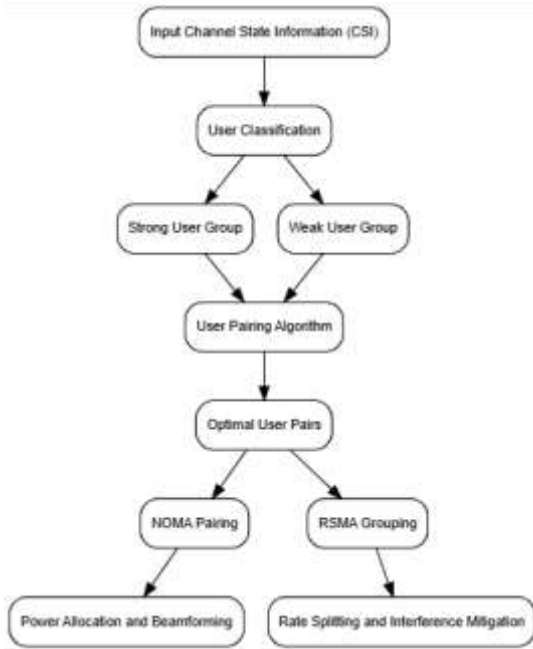 Input Channel State Information (CSI)
User Classification
Strong User Group
Weak User Group
User Pairing Algorithm
Optimal User Pairs
NOMA Pairing
RSMA Grouping
Power Allocation and Beamforming
Rate Splitting and Interference Mitigation